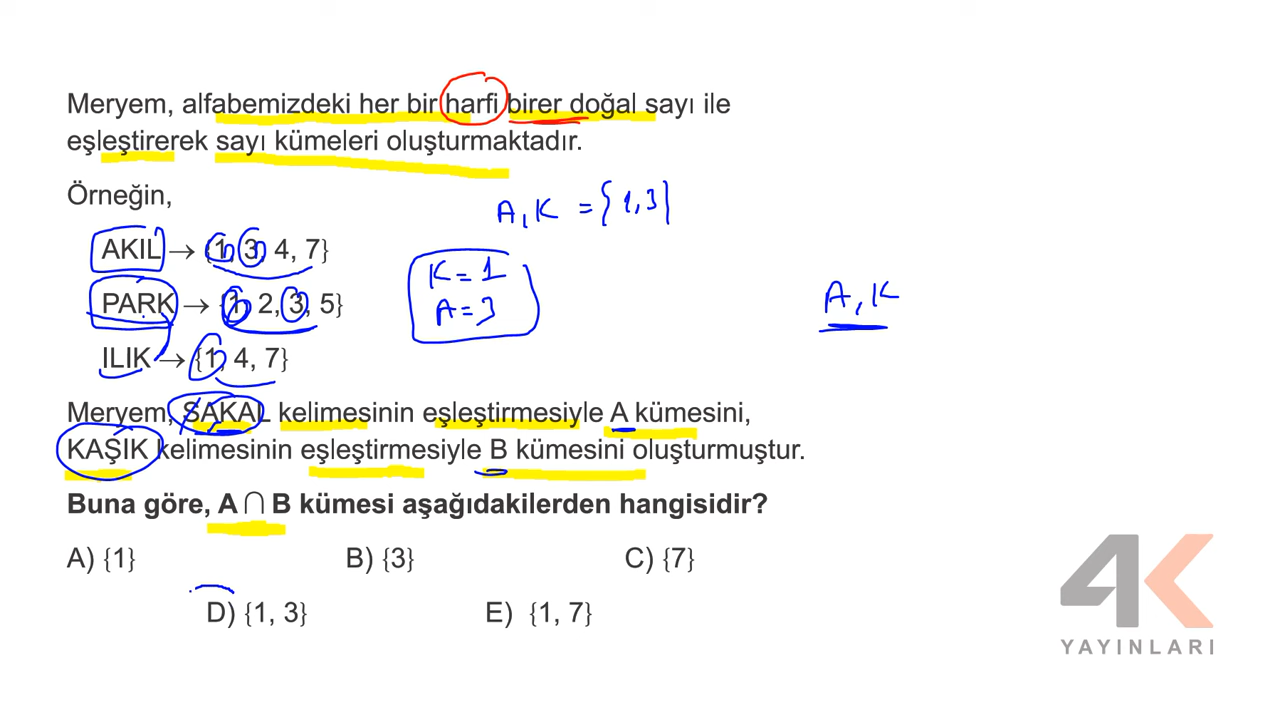 Meryem, alfabemizdeki her bir harfi birer doğal sayı ile
eşleştirerek sayı kümeleri oluşturmaktadır.
Örneğin,
A, K = {1, 3}
AKIL → {1, 3, 4, 7}
K = 1
PARK → {1, 2, 3, 5}
A = 3
A, K
ILIK → {1, 4, 7}
Meryem, SAKAL kelimesinin eşleştirmesiyle A kümesini,
KAŞIK kelimesinin eşleştirmesiyle B kümesini oluşturmuştur.
Buna göre, A ∩ B kümesi aşağıdakilerden hangisidir?
A) {1} B) {3} C) {7}
D) {1, 3} E) {1, 7}
4K
YAYINLARI